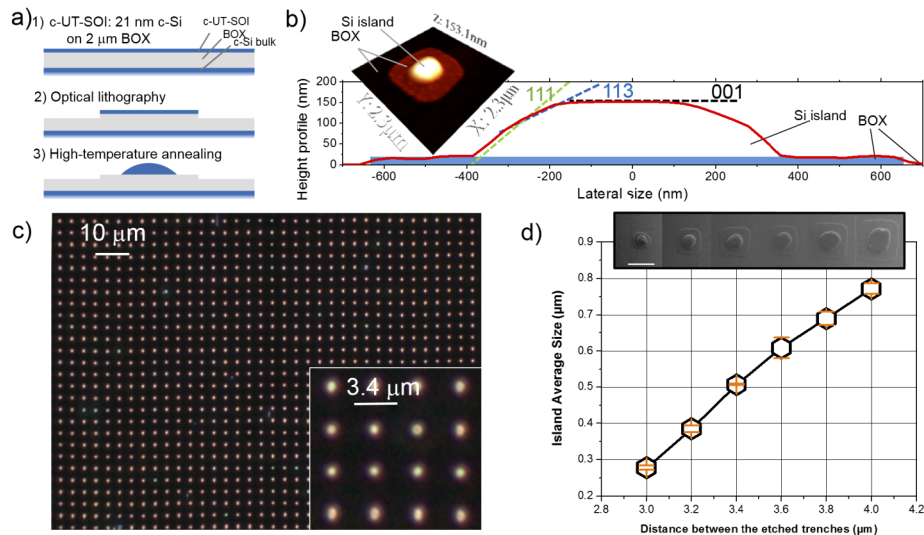 a)
1) c-UT-SOI: 21 nm c-Si
on 2 μm BOX
c-UT-SOI
BOX
c-Si bulk
2) Optical lithography
3) High-temperature annealing
b)
Si island
BOX
Z: 153.1nm
Y: 2.3μm
X: 2.3μm
111
113
001
Si island
BOX
Height profile (nm)
200
150
100
50
0
-600 -400 -200 0 200 400 600
Lateral size (nm)
c)
10 μm
3.4 μm
d)
Island Average Size (μm)
0.9
0.8
0.7
0.6
0.5
0.4
0.3
0.2
2.8 3.0 3.2 3.4 3.6 3.8 4.0 4.2
Distance between the etched trenches (μm)